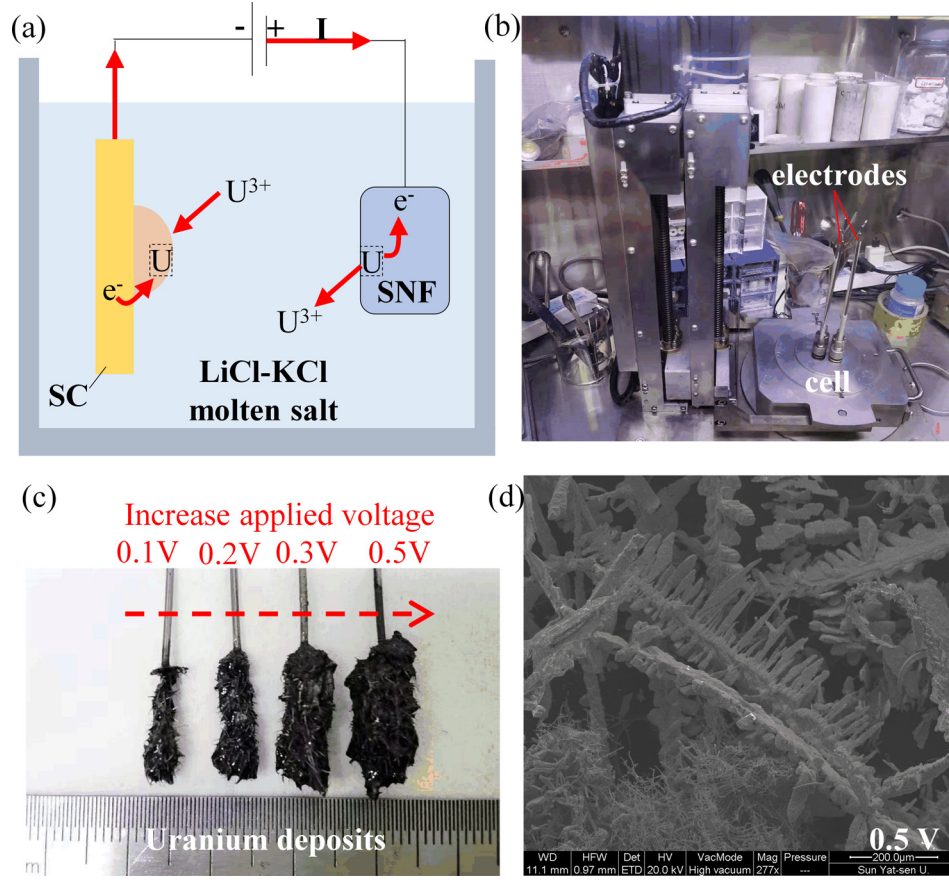 (a)
- + I
U³⁺
e⁻
U
e⁻
U
SNF
U³⁺
SC
LiCl-KCl
molten salt
(b)
electrodes
cell
(c)
Increase applied voltage
0.1V 0.2V 0.3V 0.5V
Uranium deposits
(d)
0.5 V
WD HFW Det HV VacMode Mag Pressure 200.0μm
11.1 mm 0.97 mm ETD 20.0 kV High vacuum 277x --- Sun Yat-sen U.